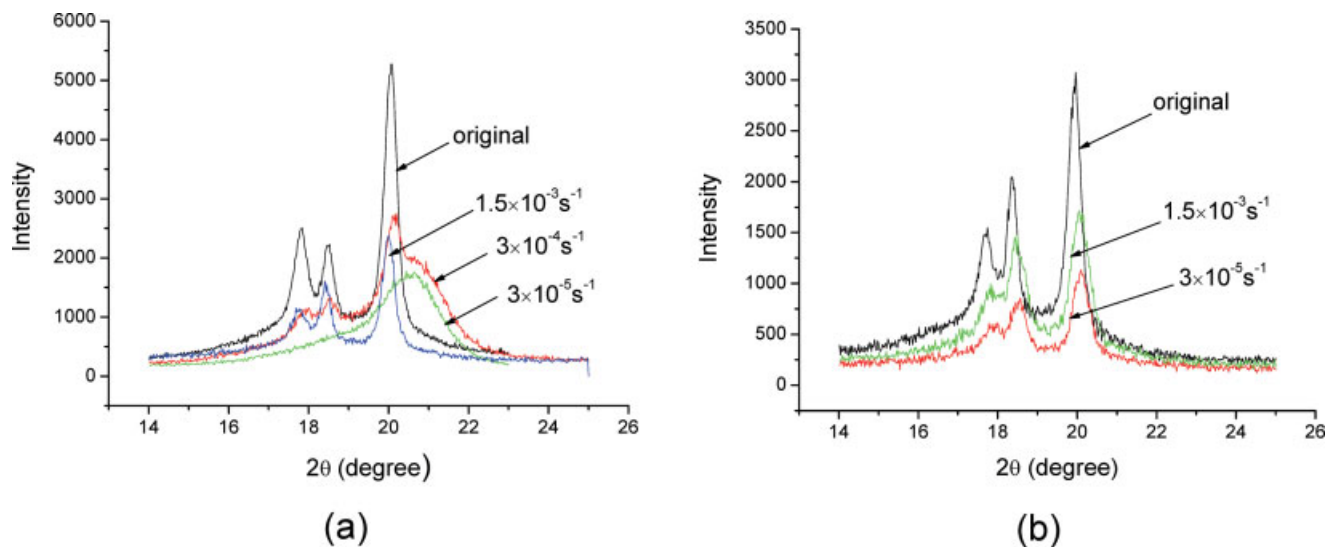 6000
5000
4000
3000
2000
1000
0
Intensity
original
1.5×10⁻³s⁻¹
3×10⁻⁴s⁻¹
3×10⁻⁵s⁻¹
14 16 18 20 22 24 26
2θ (degree)
(a)
3500
3000
2500
2000
1500
1000
500
0
Intensity
original
1.5×10⁻³s⁻¹
3×10⁻⁵s⁻¹
14 16 18 20 22 24 26
2θ (degree)
(b)